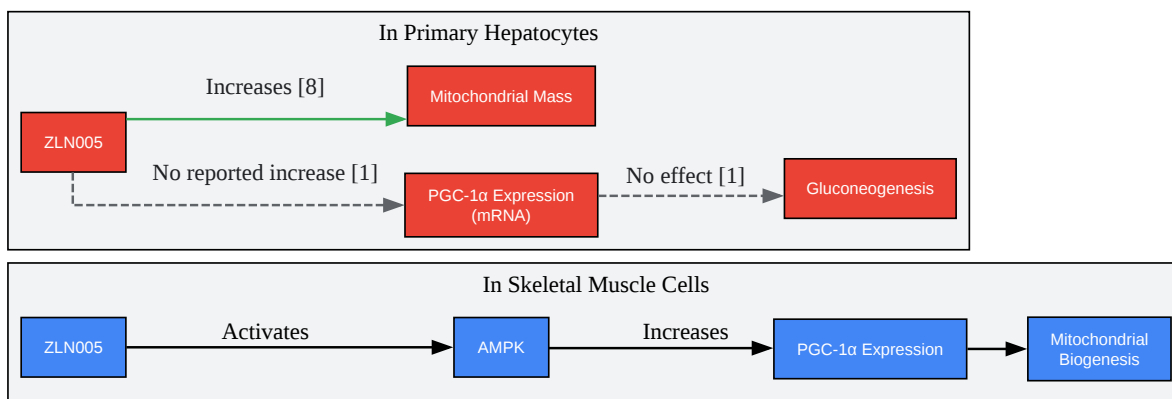 In Primary Hepatocytes
Increases [8]
Mitochondrial Mass
ZLN005
No reported increase [1]
PGC-1α Expression
(mRNA)
No effect [1]
Gluconeogenesis
In Skeletal Muscle Cells
ZLN005
Activates
AMPK
Increases
PGC-1α Expression
Mitochondrial
Biogenesis